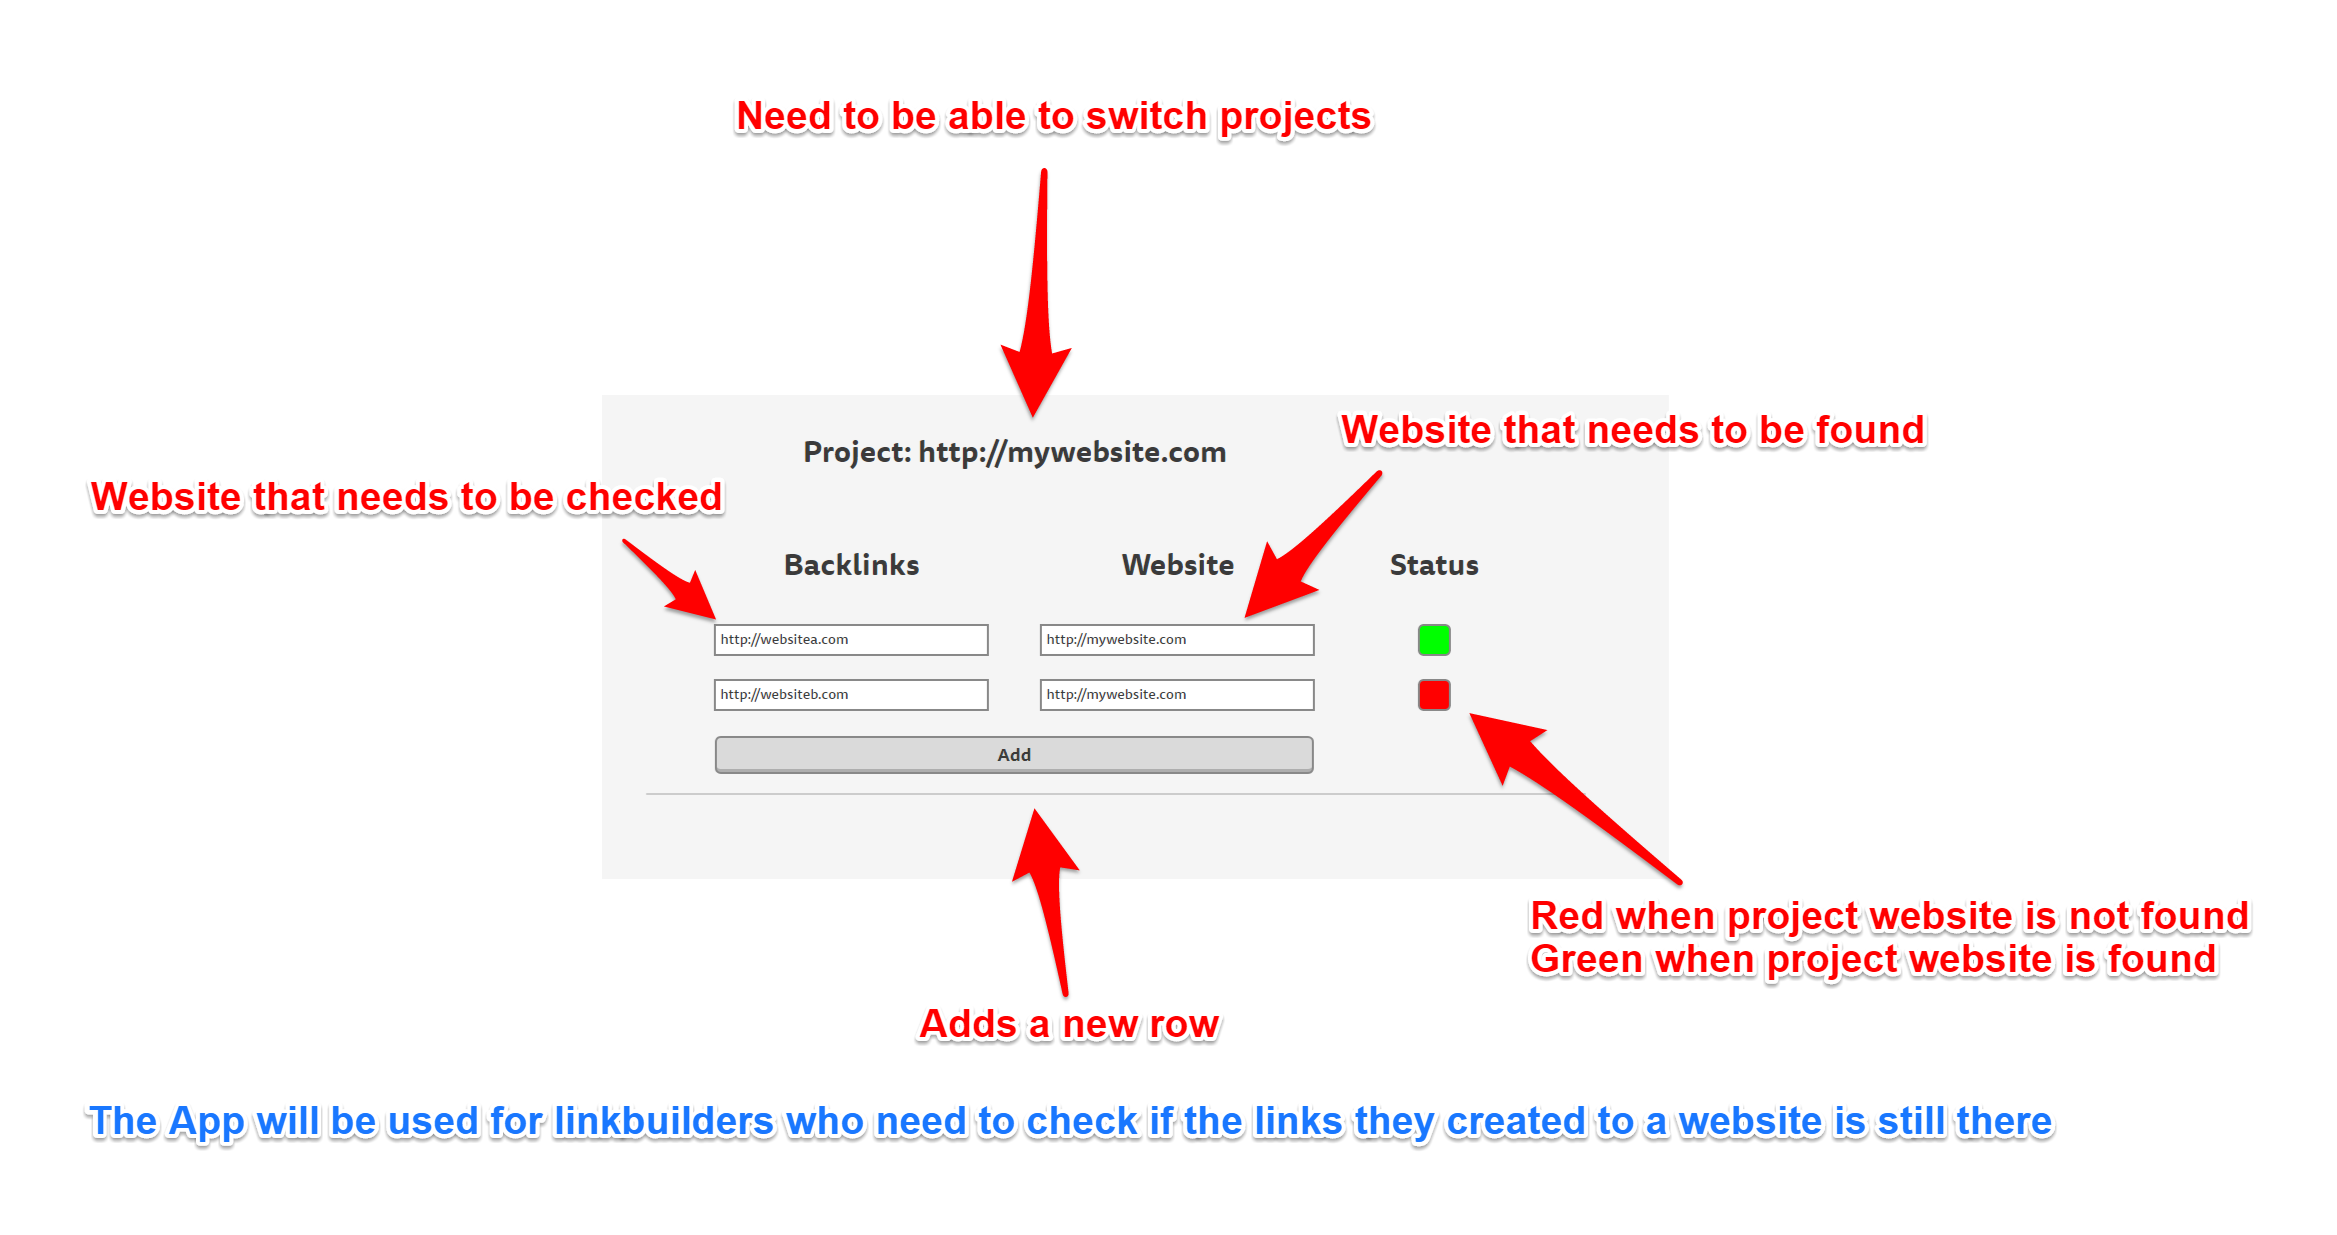 Need to be able to switch projects
Project: http://mywebsite.com
Website that needs to be found
Website that needs to be checked
Backlinks
Website
Status
http://websitea.com
http://mywebsite.com
http://websiteb.com
http://mywebsite.com
Add
Red when project website is not found
Green when project website is found
Adds a new row
The App will be used for linkbuilders who need to check if the links they created to a website is still there